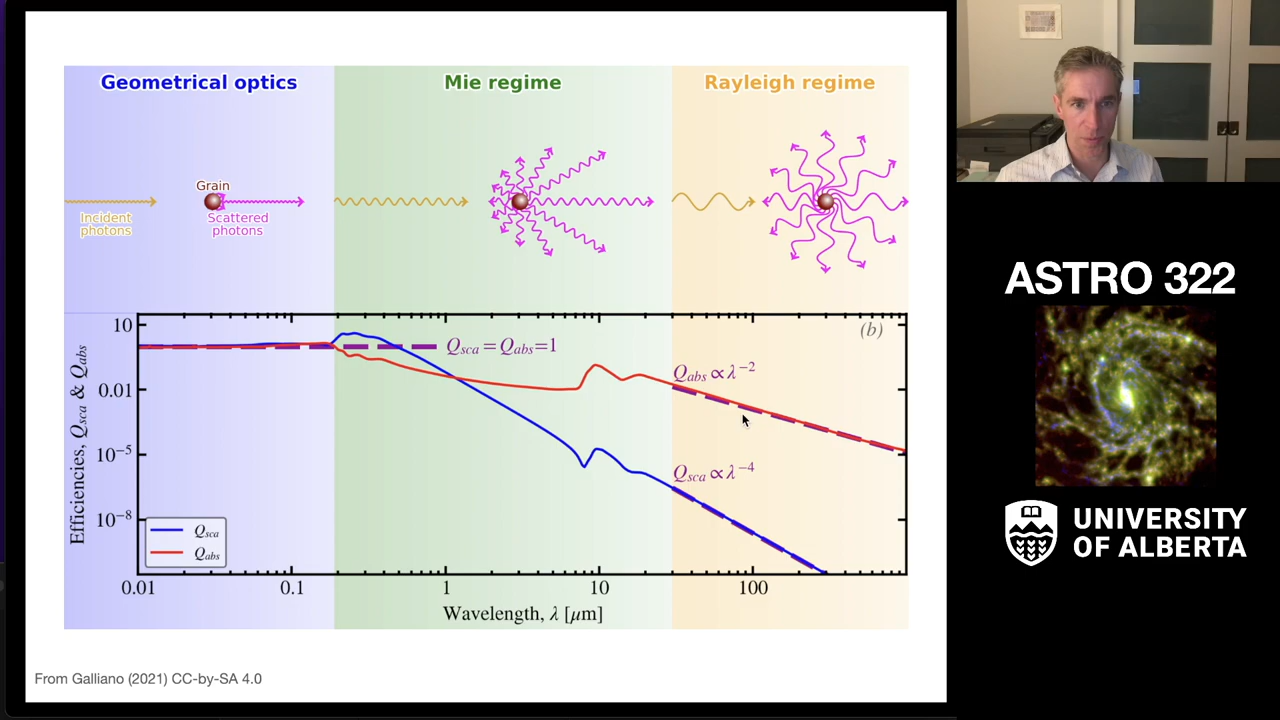 Geometrical optics
Mie regime
Rayleigh regime
Grain
Incident
photons
Scattered
photons
(b)
Q_sca = Q_abs = 1
Q_abs ∝ λ⁻²
Q_sca ∝ λ⁻⁴
Efficiencies, Q_sca & Q_abs
10
0.01
10⁻⁵
10⁻⁸
Q_sca
Q_abs
0.01 0.1 1 10 100
Wavelength, λ [μm]
From Galliano (2021) CC-by-SA 4.0
ASTRO 322
UNIVERSITY
OF ALBERTA